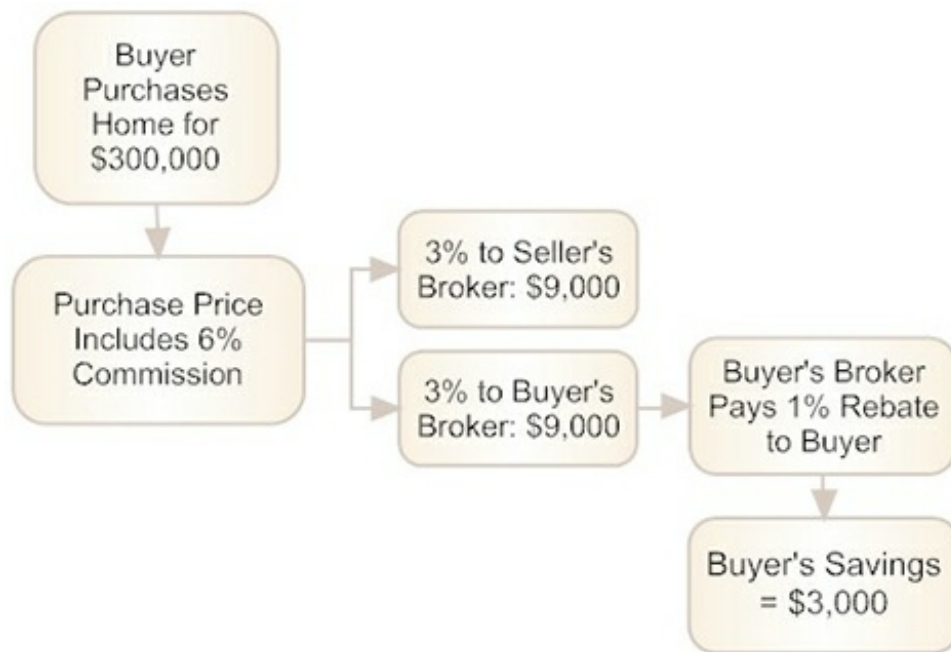 Buyer
Purchases
Home for
$300,000
Purchase Price
Includes 6%
Commission
3% to Seller's
Broker: $9,000
3% to Buyer's
Broker: $9,000
Buyer's Broker
Pays 1% Rebate
to Buyer
Buyer's Savings
= $3,000